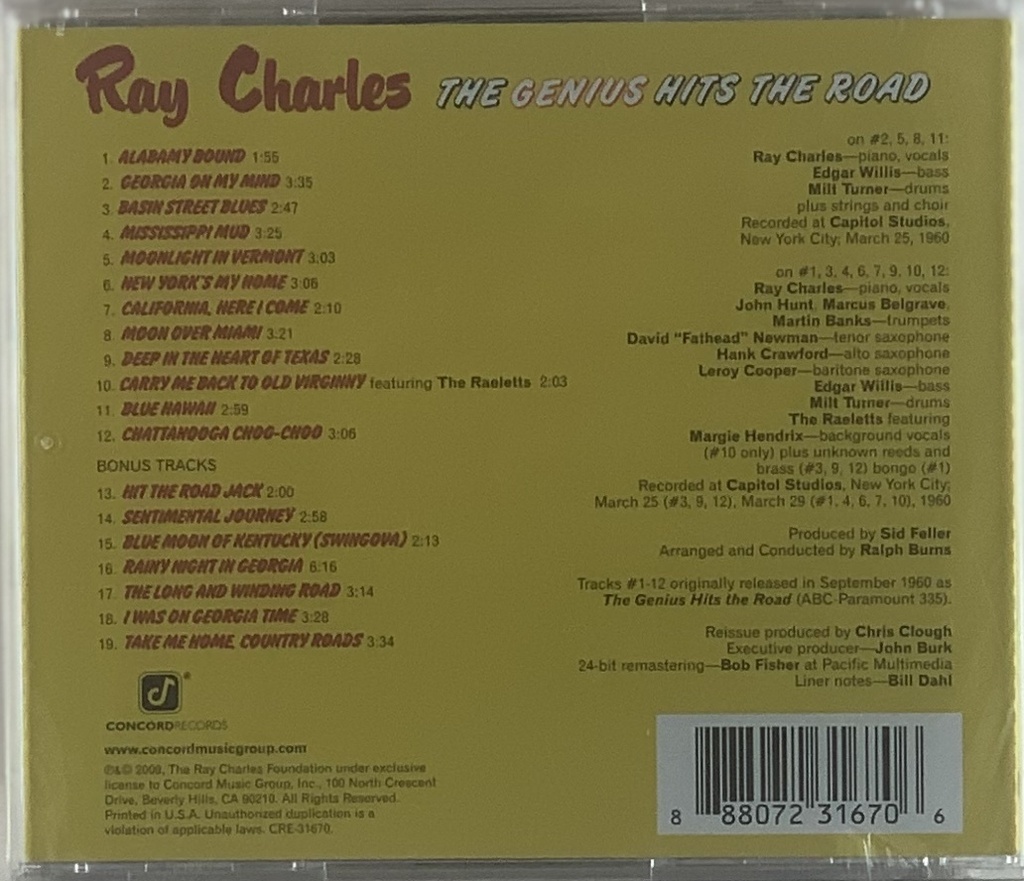 Ray Charles THE GENIUS HITS THE ROAD
1. ALABAMY BOUND 1:55
2. GEORGIA ON MY MIND 3:35
3. BASIN STREET BLUES 2:47
4. MISSISSIPPI MUD 3:25
5. MOONLIGHT IN VERMONT 3:03
6. NEW YORK'S MY HOME 3:06
7. CALIFORNIA, HERE I COME 2:10
8. MOON OVER MIAMI 3:21
9. DEEP IN THE HEART OF TEXAS 2:28
10. CARRY ME BACK TO OLD VIRGINNY featuring The Raeletts 2:03
11. BLUE HAWAII 2:59
12. CHATTANOOGA CHOO-CHOO 3:06
BONUS TRACKS
13. HIT THE ROAD JACK 2:00
14. SENTIMENTAL JOURNEY 2:58
15. BLUE MOON OF KENTUCKY (SWINGOVA) 2:13
16. RAINY NIGHT IN GEORGIA 6:16
17. THE LONG AND WINDING ROAD 3:14
18. I WAS ON GEORGIA TIME 3:28
19. TAKE ME HOME, COUNTRY ROADS 3:34
on #2, 5, 8, 11:
Ray Charles—piano, vocals
Edgar Willis—bass
Milt Turner—drums
plus strings and choir
Recorded at Capitol Studios,
New York City; March 25, 1960
on #1, 3, 4, 6, 7, 9, 10, 12:
Ray Charles—piano, vocals
John Hunt, Marcus Belgrave,
Martin Banks—trumpets
David "Fathead" Newman—tenor saxophone
Hank Crawford—alto saxophone
Leroy Cooper—baritone saxophone
Edgar Willis—bass
Milt Turner—drums
The Raeletts featuring
Margie Hendrix—background vocals
(#10 only) plus unknown reeds and
brass (#3, 9, 12) bongo (#1)
Recorded at Capitol Studios, New York City;
March 25 (#3, 9, 12), March 29 (#1, 4, 6, 7, 10), 1960
Produced by Sid Feller
Arranged and Conducted by Ralph Burns
Tracks #1-12 originally released in September 1960 as
The Genius Hits the Road (ABC-Paramount 335).
Reissue produced by Chris Clough
Executive producer—John Burk
24-bit remastering—Bob Fisher at Pacific Multimedia
Liner notes—Bill Dahl
®
CONCORDRECORDS
www.concordmusicgroup.com
℗&© 2009, The Ray Charles Foundation under exclusive
license to Concord Music Group, Inc., 100 North Crescent
Drive, Beverly Hills, CA 90210. All Rights Reserved.
Printed in U.S.A. Unauthorized duplication is a
violation of applicable laws. CRE-31670.
8 88072 31670 6